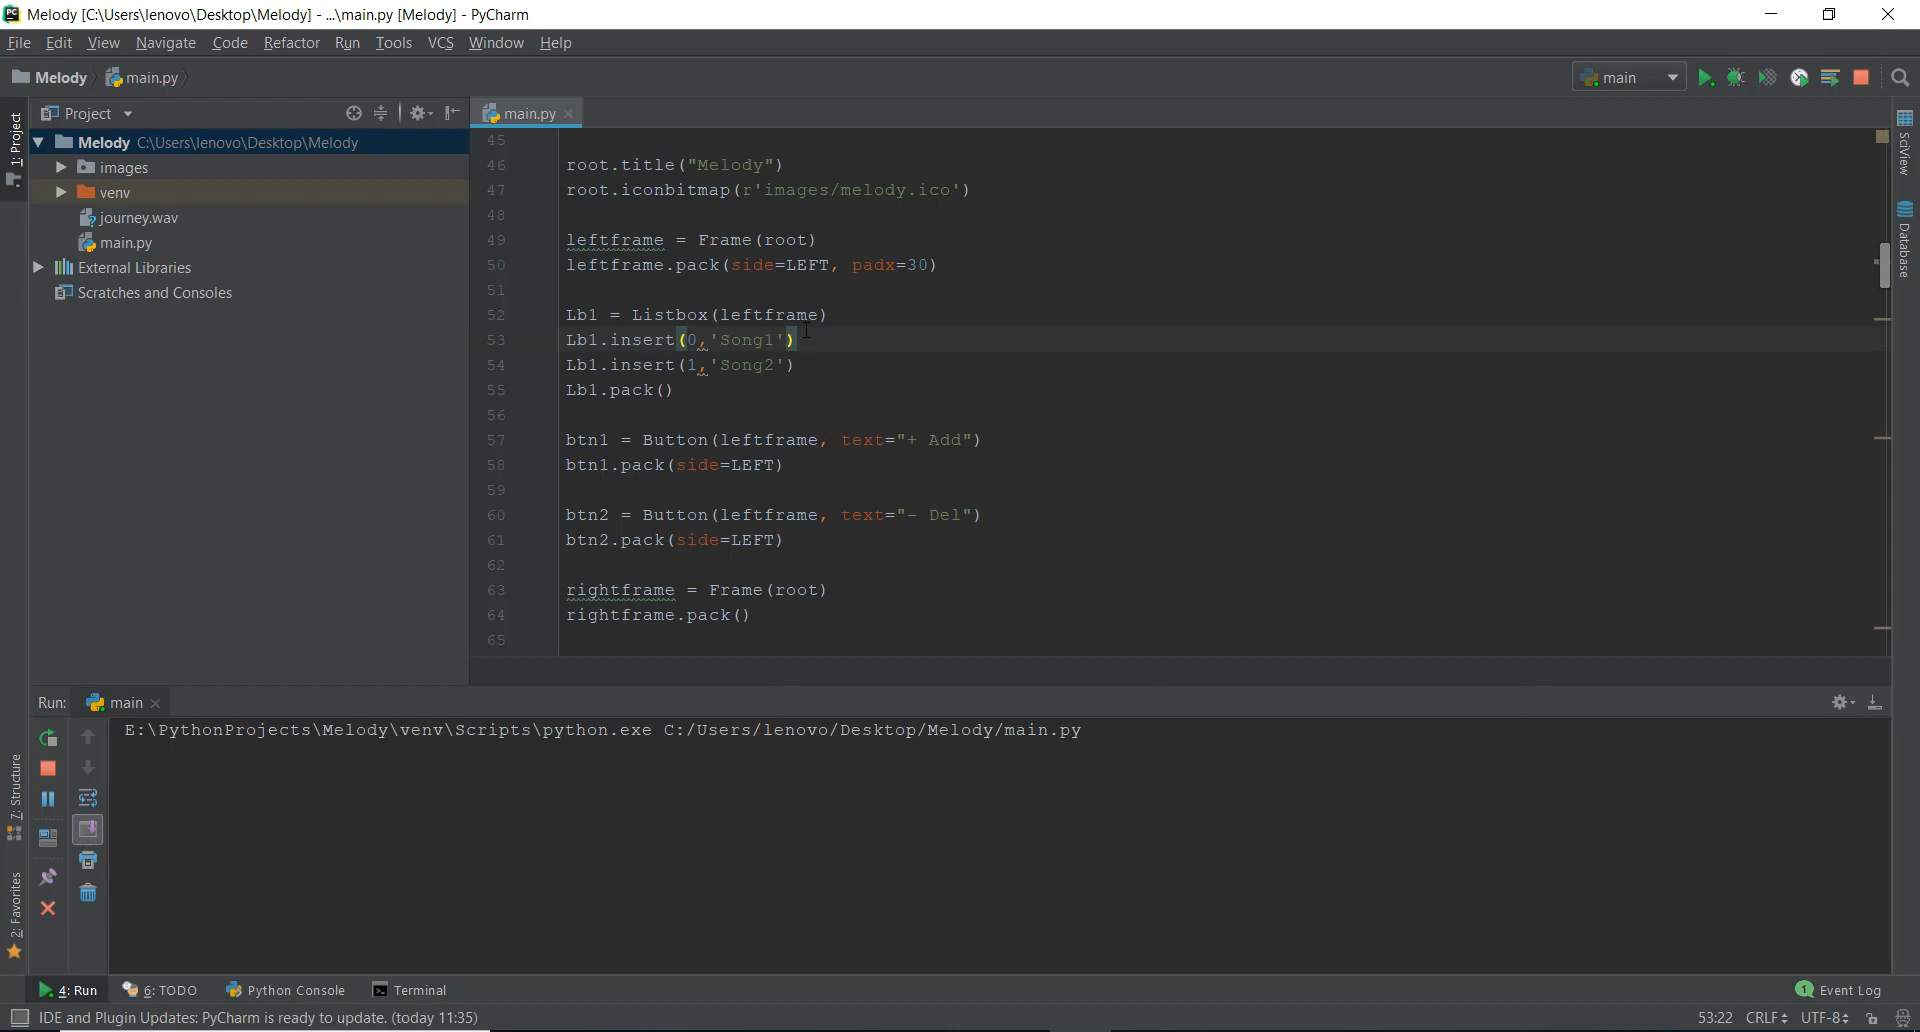 Melody [C:\Users\lenovo\Desktop\Melody] - ...\main.py [Melody] - PyCharm
File Edit View Navigate Code Refactor Run Tools VCS Window Help
Melody main.py main
Project main.py
Melody C:\Users\lenovo\Desktop\Melody
images
venv
journey.wav
main.py
External Libraries
Scratches and Consoles
1: Project
7: Structure
2: Favorites
45
46 root.title("Melody")
47 root.iconbitmap(r'images/melody.ico')
48
49 leftframe = Frame(root)
50 leftframe.pack(side=LEFT, padx=30)
51
52 Lb1 = Listbox(leftframe)
53 Lb1.insert(0,'Song1')
54 Lb1.insert(1,'Song2')
55 Lb1.pack()
56
57 btn1 = Button(leftframe, text="+ Add")
58 btn1.pack(side=LEFT)
59
60 btn2 = Button(leftframe, text="- Del")
61 btn2.pack(side=LEFT)
62
63 rightframe = Frame(root)
64 rightframe.pack()
65
SciView
Database
Run: main
E:\PythonProjects\Melody\venv\Scripts\python.exe C:/Users/lenovo/Desktop/Melody/main.py
4: Run 6: TODO Python Console Terminal 1 Event Log
IDE and Plugin Updates: PyCharm is ready to update. (today 11:35) 53:22 CRLF UTF-8